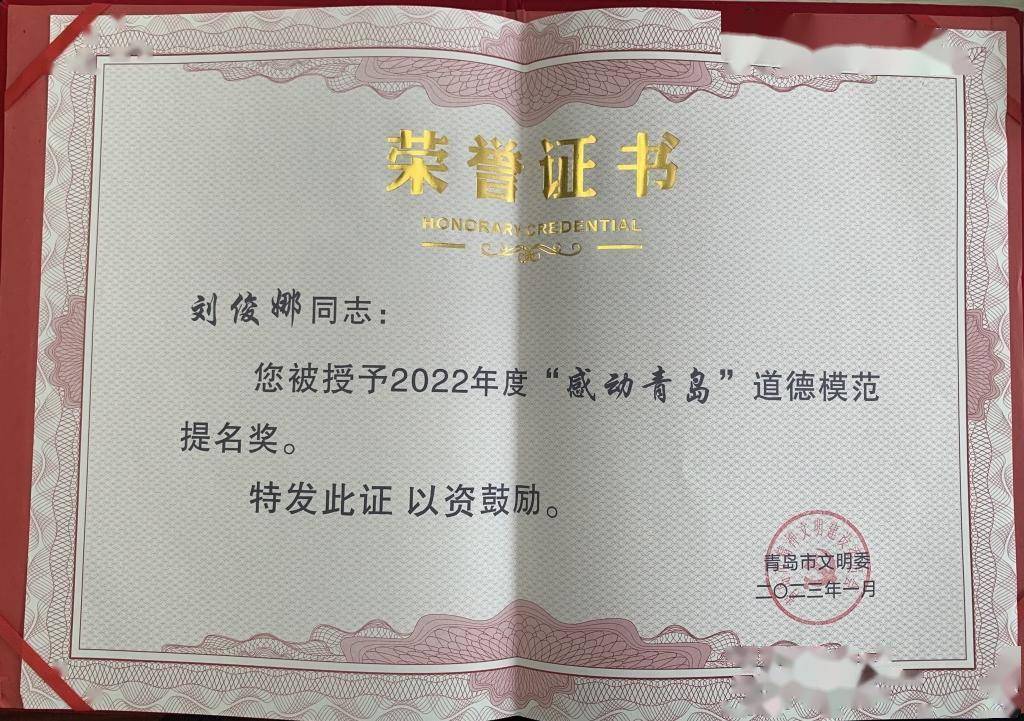 荣誉证书
HONORARY CREDENTIAL
刘俊娜同志：
您被授予2022年度“感动青岛”道德模范
提名奖。
特发此证 以资鼓励。
青岛市文明委
二〇二三年一月